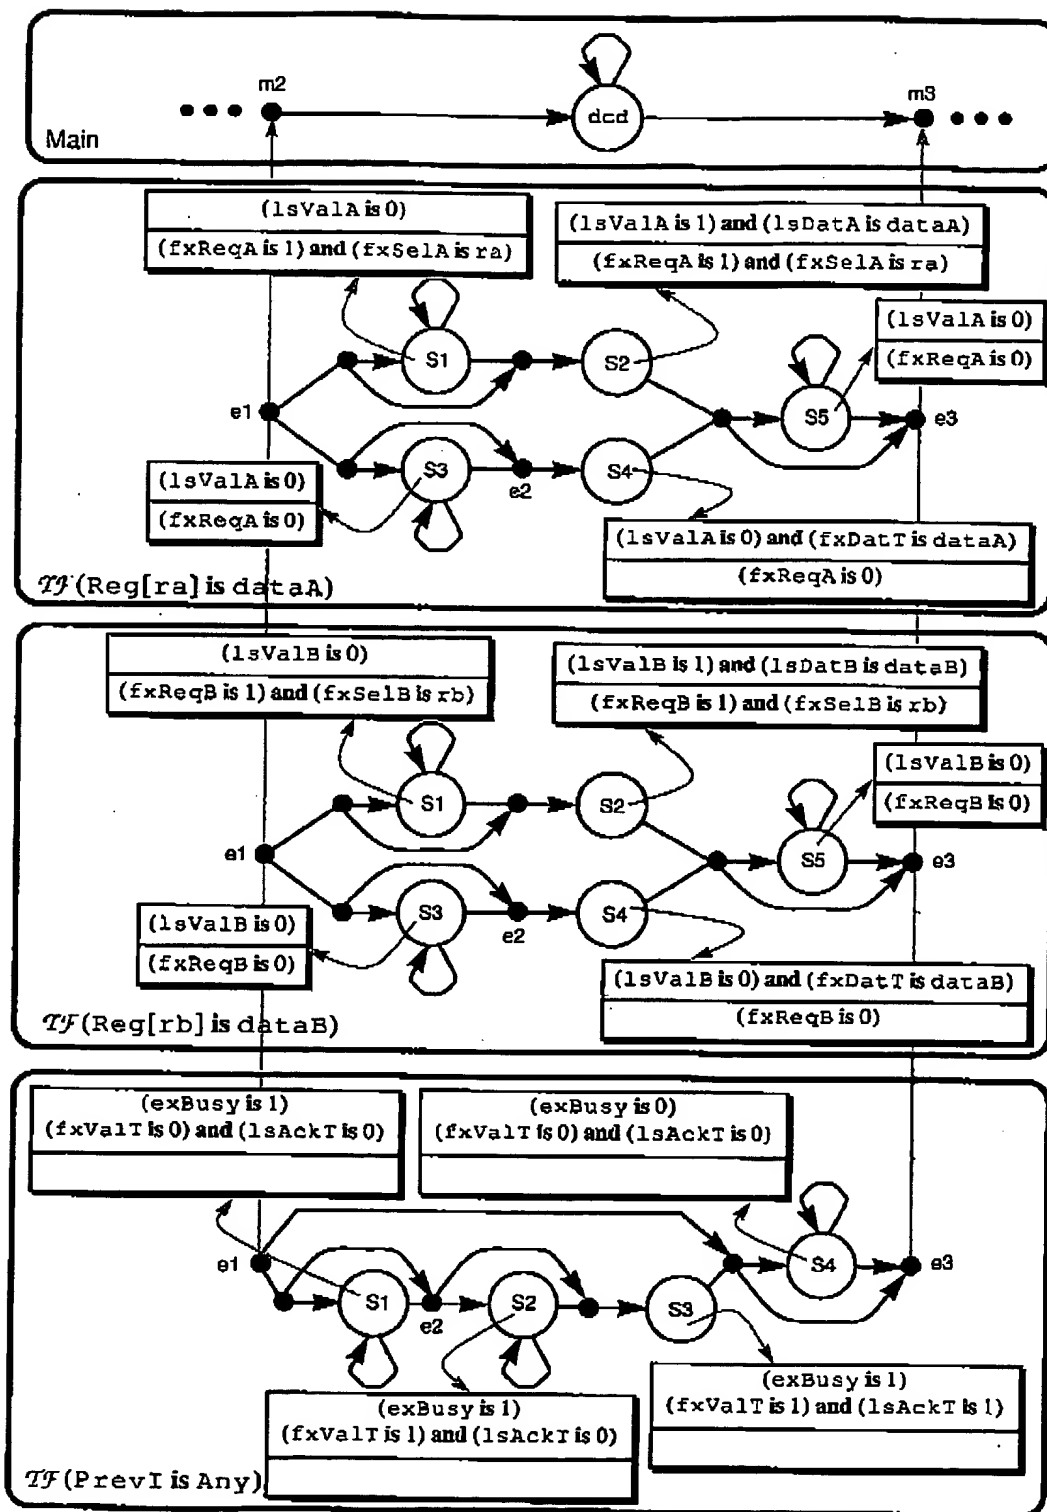 m2
dcd
m3
Main
(lsValA is 0)
(fxReqA is 1) and (fxSelA is ra)
(lsValA is 1) and (lsDatA is dataA)
(fxReqA is 1) and (fxSelA is ra)
(lsValA is 0)
(fxReqA is 0)
S1
S2
S5
e1
e3
(lsValA is 0)
(fxReqA is 0)
S3
e2
S4
(lsValA is 0) and (fxDatT is dataA)
(fxReqA is 0)
TF(Reg[ra] is dataA)
(lsValB is 0)
(fxReqB is 1) and (fxSelB is rb)
(lsValB is 1) and (lsDatB is dataB)
(fxReqB is 1) and (fxSelB is rb)
(lsValB is 0)
(fxReqB is 0)
S1
S2
S5
e1
e3
(lsValB is 0)
(fxReqB is 0)
S3
e2
S4
(lsValB is 0) and (fxDatT is dataB)
(fxReqB is 0)
TF(Reg[rb] is dataB)
(exBusy is 1)
(fxValT is 0) and (lsAckT is 0)
(exBusy is 0)
(fxValT is 0) and (lsAckT is 0)
e1
S4
e3
S1
e2
S2
S3
(exBusy is 1)
(fxValT is 1) and (lsAckT is 0)
(exBusy is 1)
(fxValT is 1) and (lsAckT is 1)
TF(PrevI is Any)